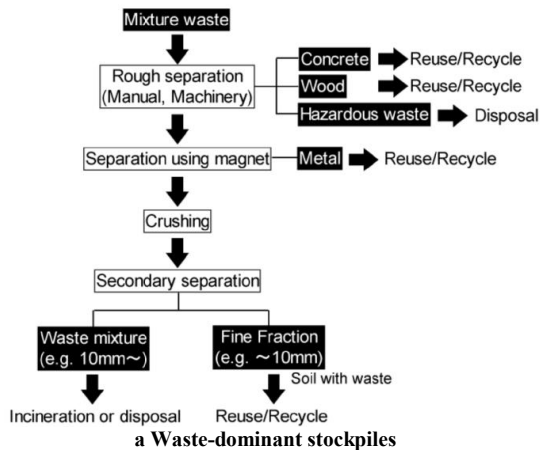 Mixture waste
Rough separation
(Manual, Machinery)
Concrete
Reuse/Recycle
Wood
Reuse/Recycle
Hazardous waste
Disposal
Separation using magnet
Metal
Reuse/Recycle
Crushing
Secondary separation
Waste mixture
(e.g. 10mm～)
Fine Fraction
(e.g. ～10mm)
Soil with waste
Incineration or disposal
Reuse/Recycle
a Waste-dominant stockpiles